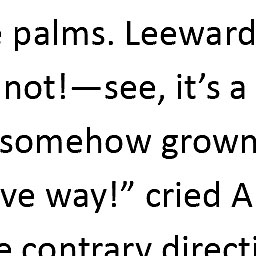 palms. Leeward
not!—see, it’s a
somehow grown
ve way!” cried A
contrary directi